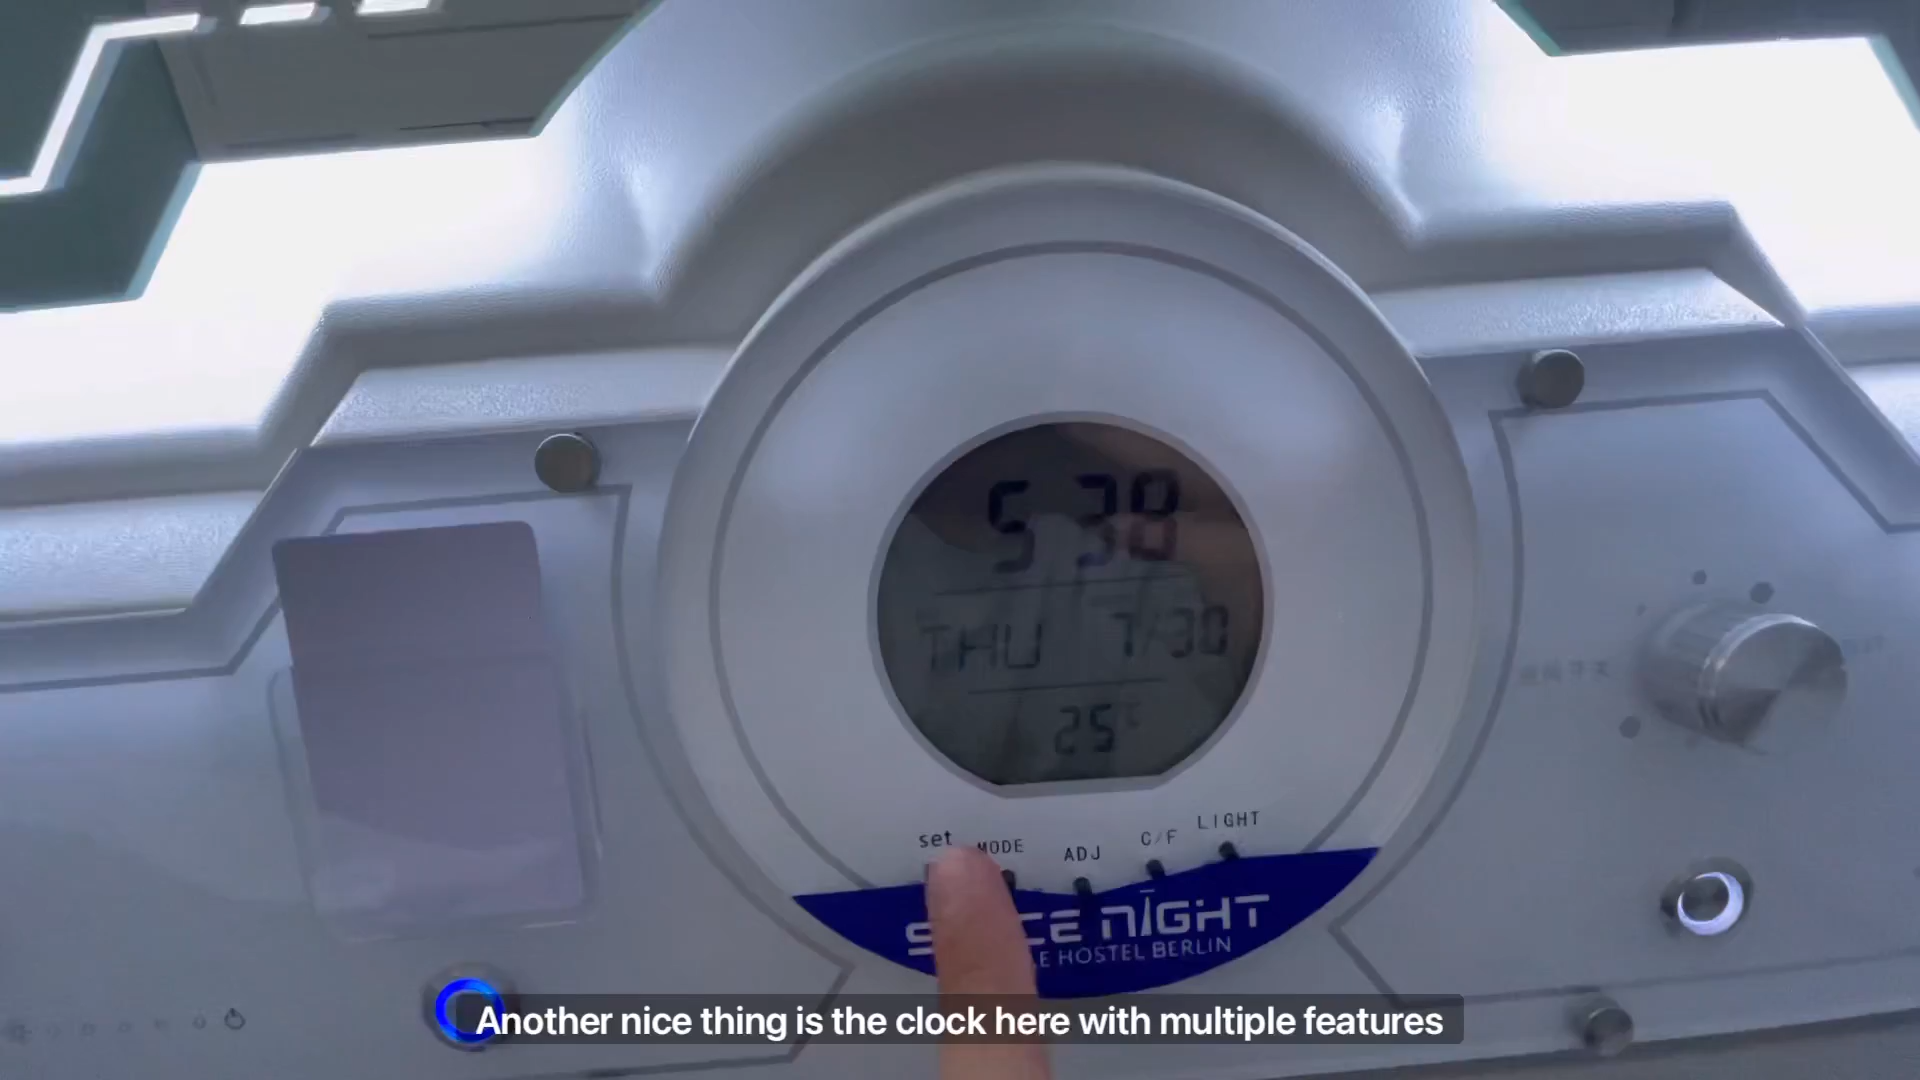 5 38
THU 7/30
25°C
set MODE ADJ C/F LIGHT
NIGHT
HOSTEL BERLIN
Another nice thing is the clock here with multiple features